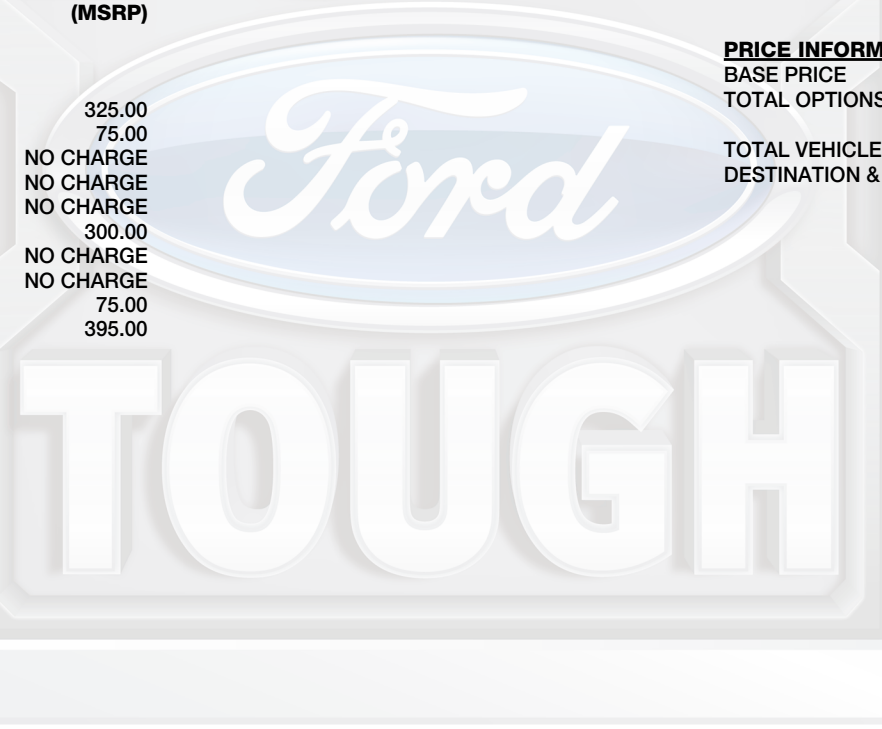 (MSRP)
325.00
75.00
NO CHARGE
NO CHARGE
NO CHARGE
300.00
NO CHARGE
NO CHARGE
75.00
395.00
PRICE INFORM
BASE PRICE
TOTAL OPTIONS
TOTAL VEHICLE
DESTINATION &
Ford
TOUGH